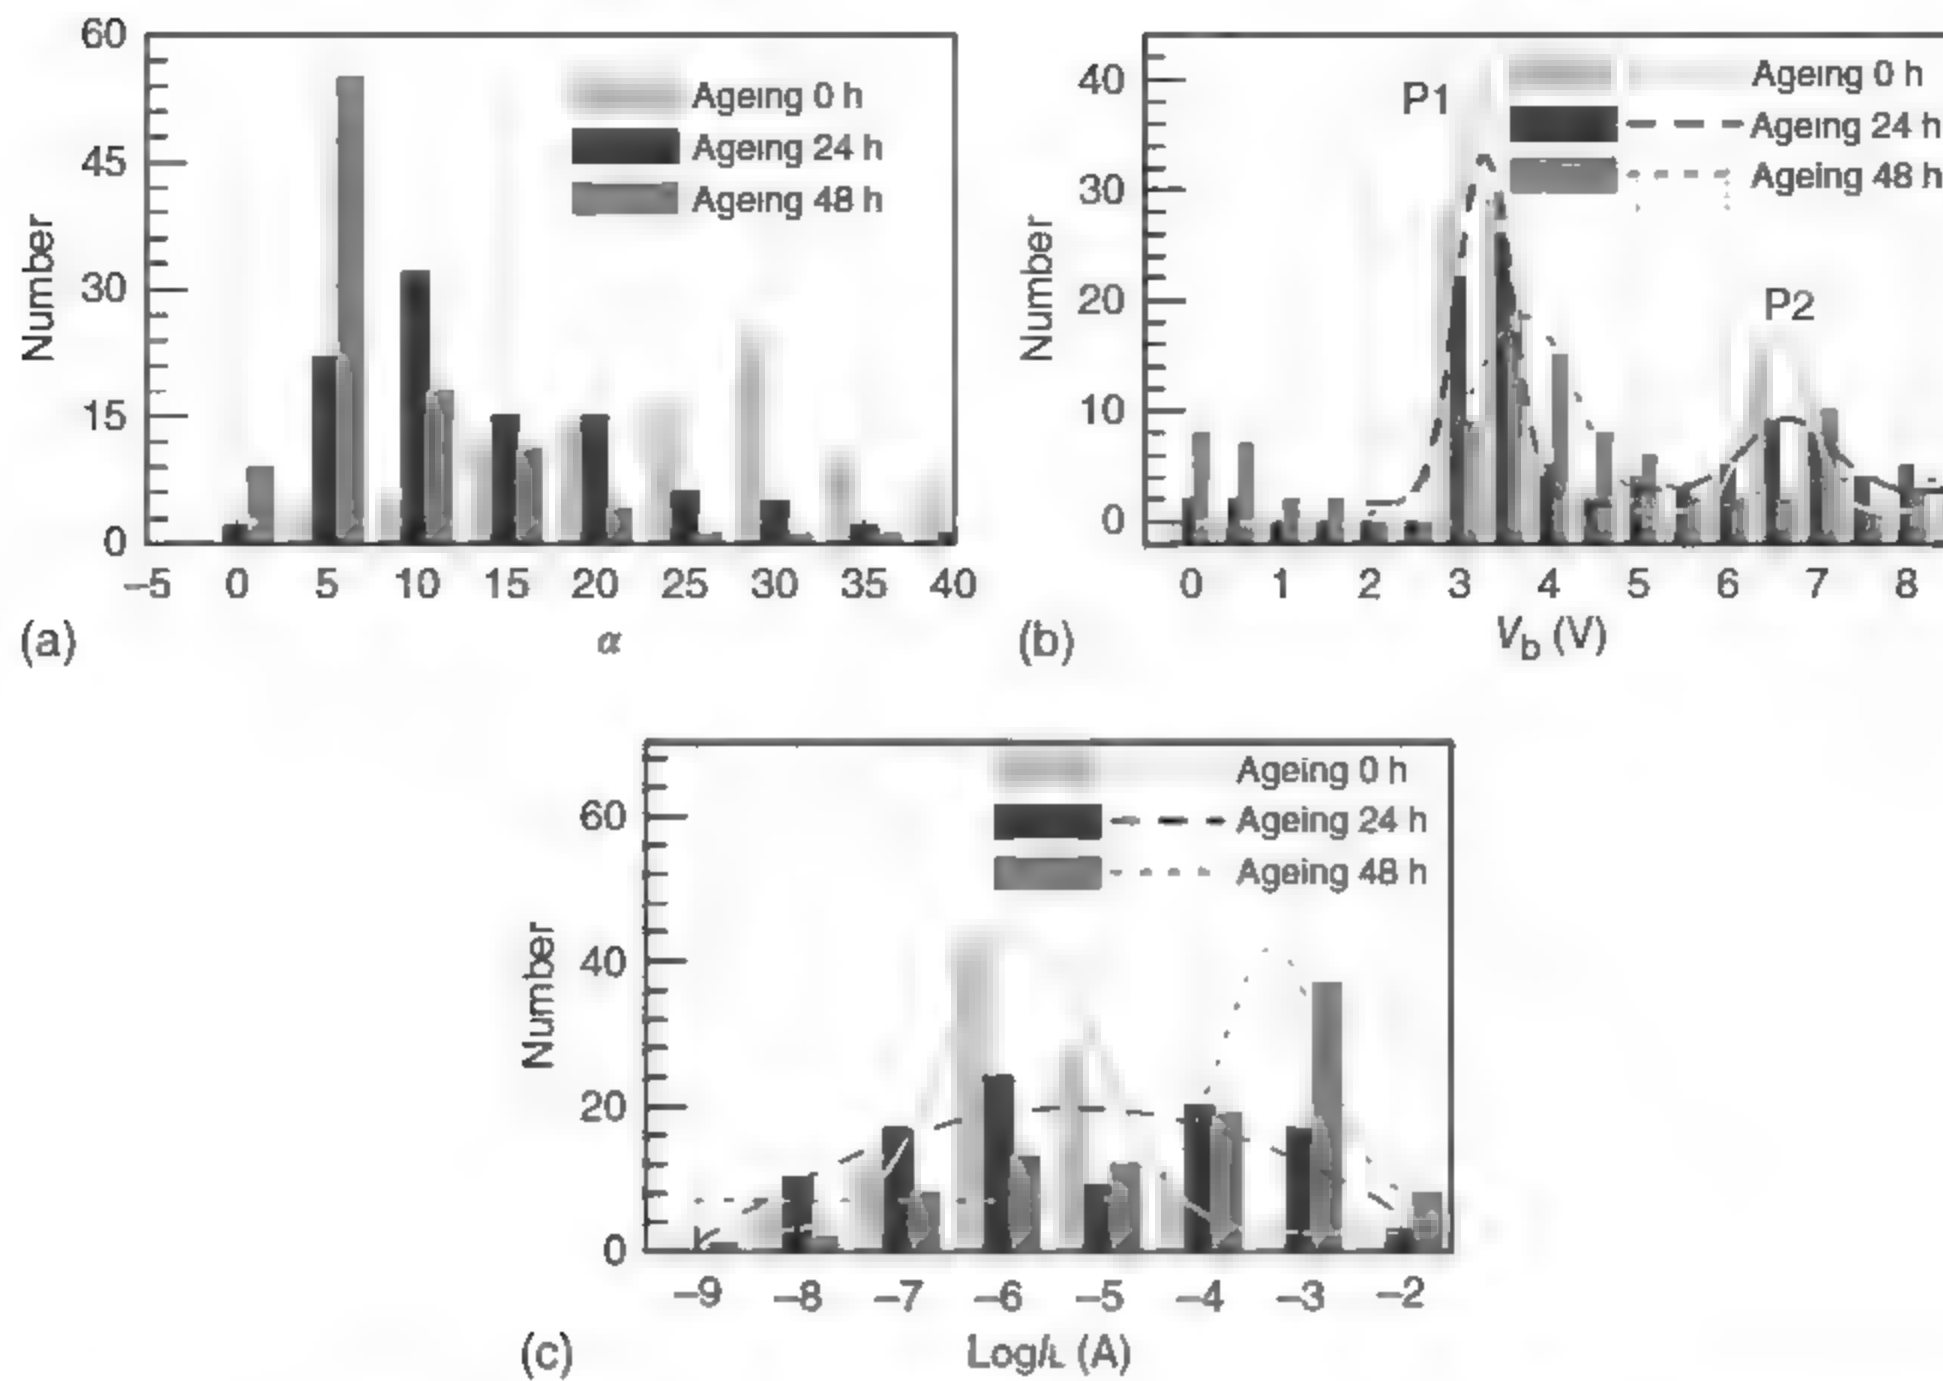 60
45
30
15
0
Number
Ageing 0 h
Ageing 24 h
Ageing 48 h
–5 0 5 10 15 20 25 30 35 40
(a)
α
40
30
20
10
0
Number
P1
P2
Ageing 0 h
Ageing 24 h
Ageing 48 h
0 1 2 3 4 5 6 7 8
(b)
Vb (V)
60
40
20
0
Number
Ageing 0 h
Ageing 24 h
Ageing 48 h
–9 –8 –7 –6 –5 –4 –3 –2
(c)
(A)